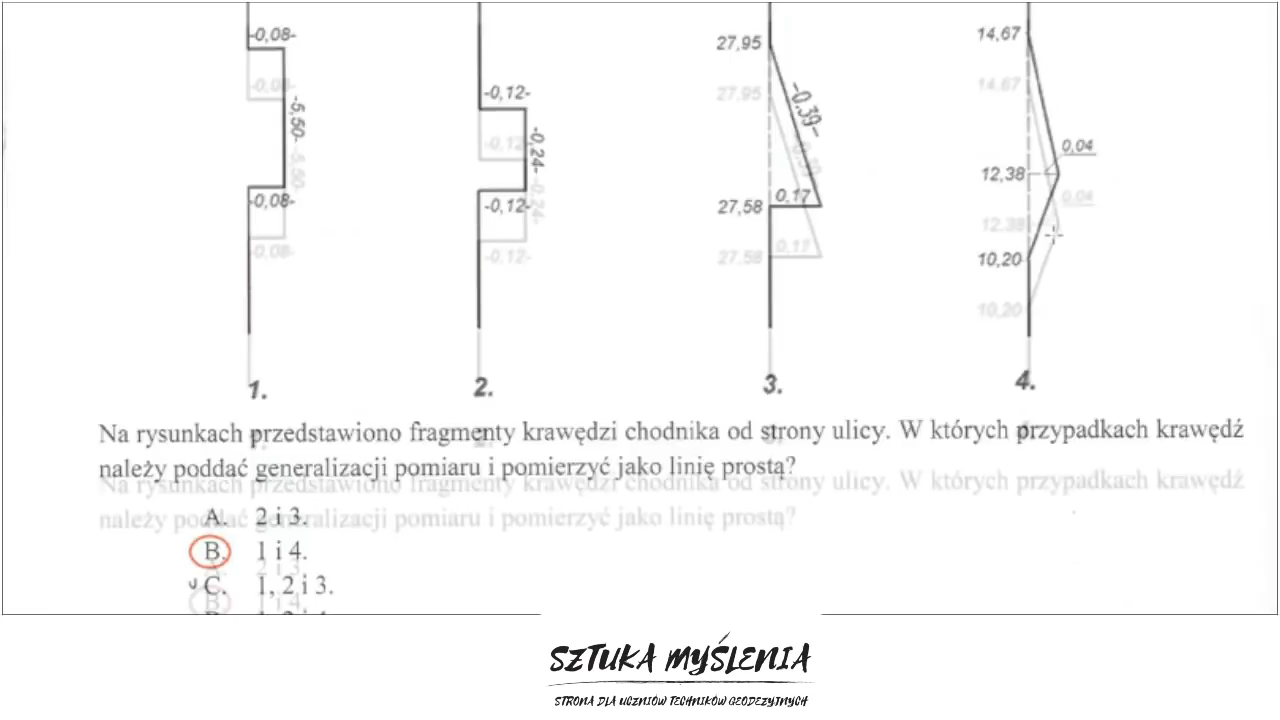 -0,08-
-5,50-
-0,08-
-0,12-
-0,24-
-0,12-
27,95
-0.39-
0,17
27,58
14,67
0,04
12,38
10,20
1.
2.
3.
4.
Na rysunkach przedstawiono fragmenty krawędzi chodnika od strony ulicy. W których przypadkach krawędź
należy poddać generalizacji pomiaru i pomierzyć jako linię prostą?
A. 2 i 3.
B. 1 i 4.
C. 1, 2 i 3.
SZTUKA MYŚLENIA
STRONA DLA UCZNIÓW TECHNIKÓW GEODEZYJNYCH